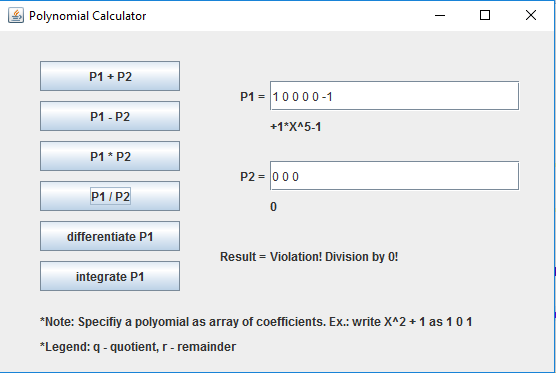 Polynomial Calculator
P1 + P2
P1 - P2
P1 * P2
P1 / P2
differentiate P1
integrate P1
P1 = 1 0 0 0 0 -1
+1*X^5-1
P2 = 0 0 0
0
Result = Violation! Division by 0!
*Note: Specifiy a polyomial as array of coefficients. Ex.: write X^2 + 1 as 1 0 1
*Legend: q - quotient, r - remainder